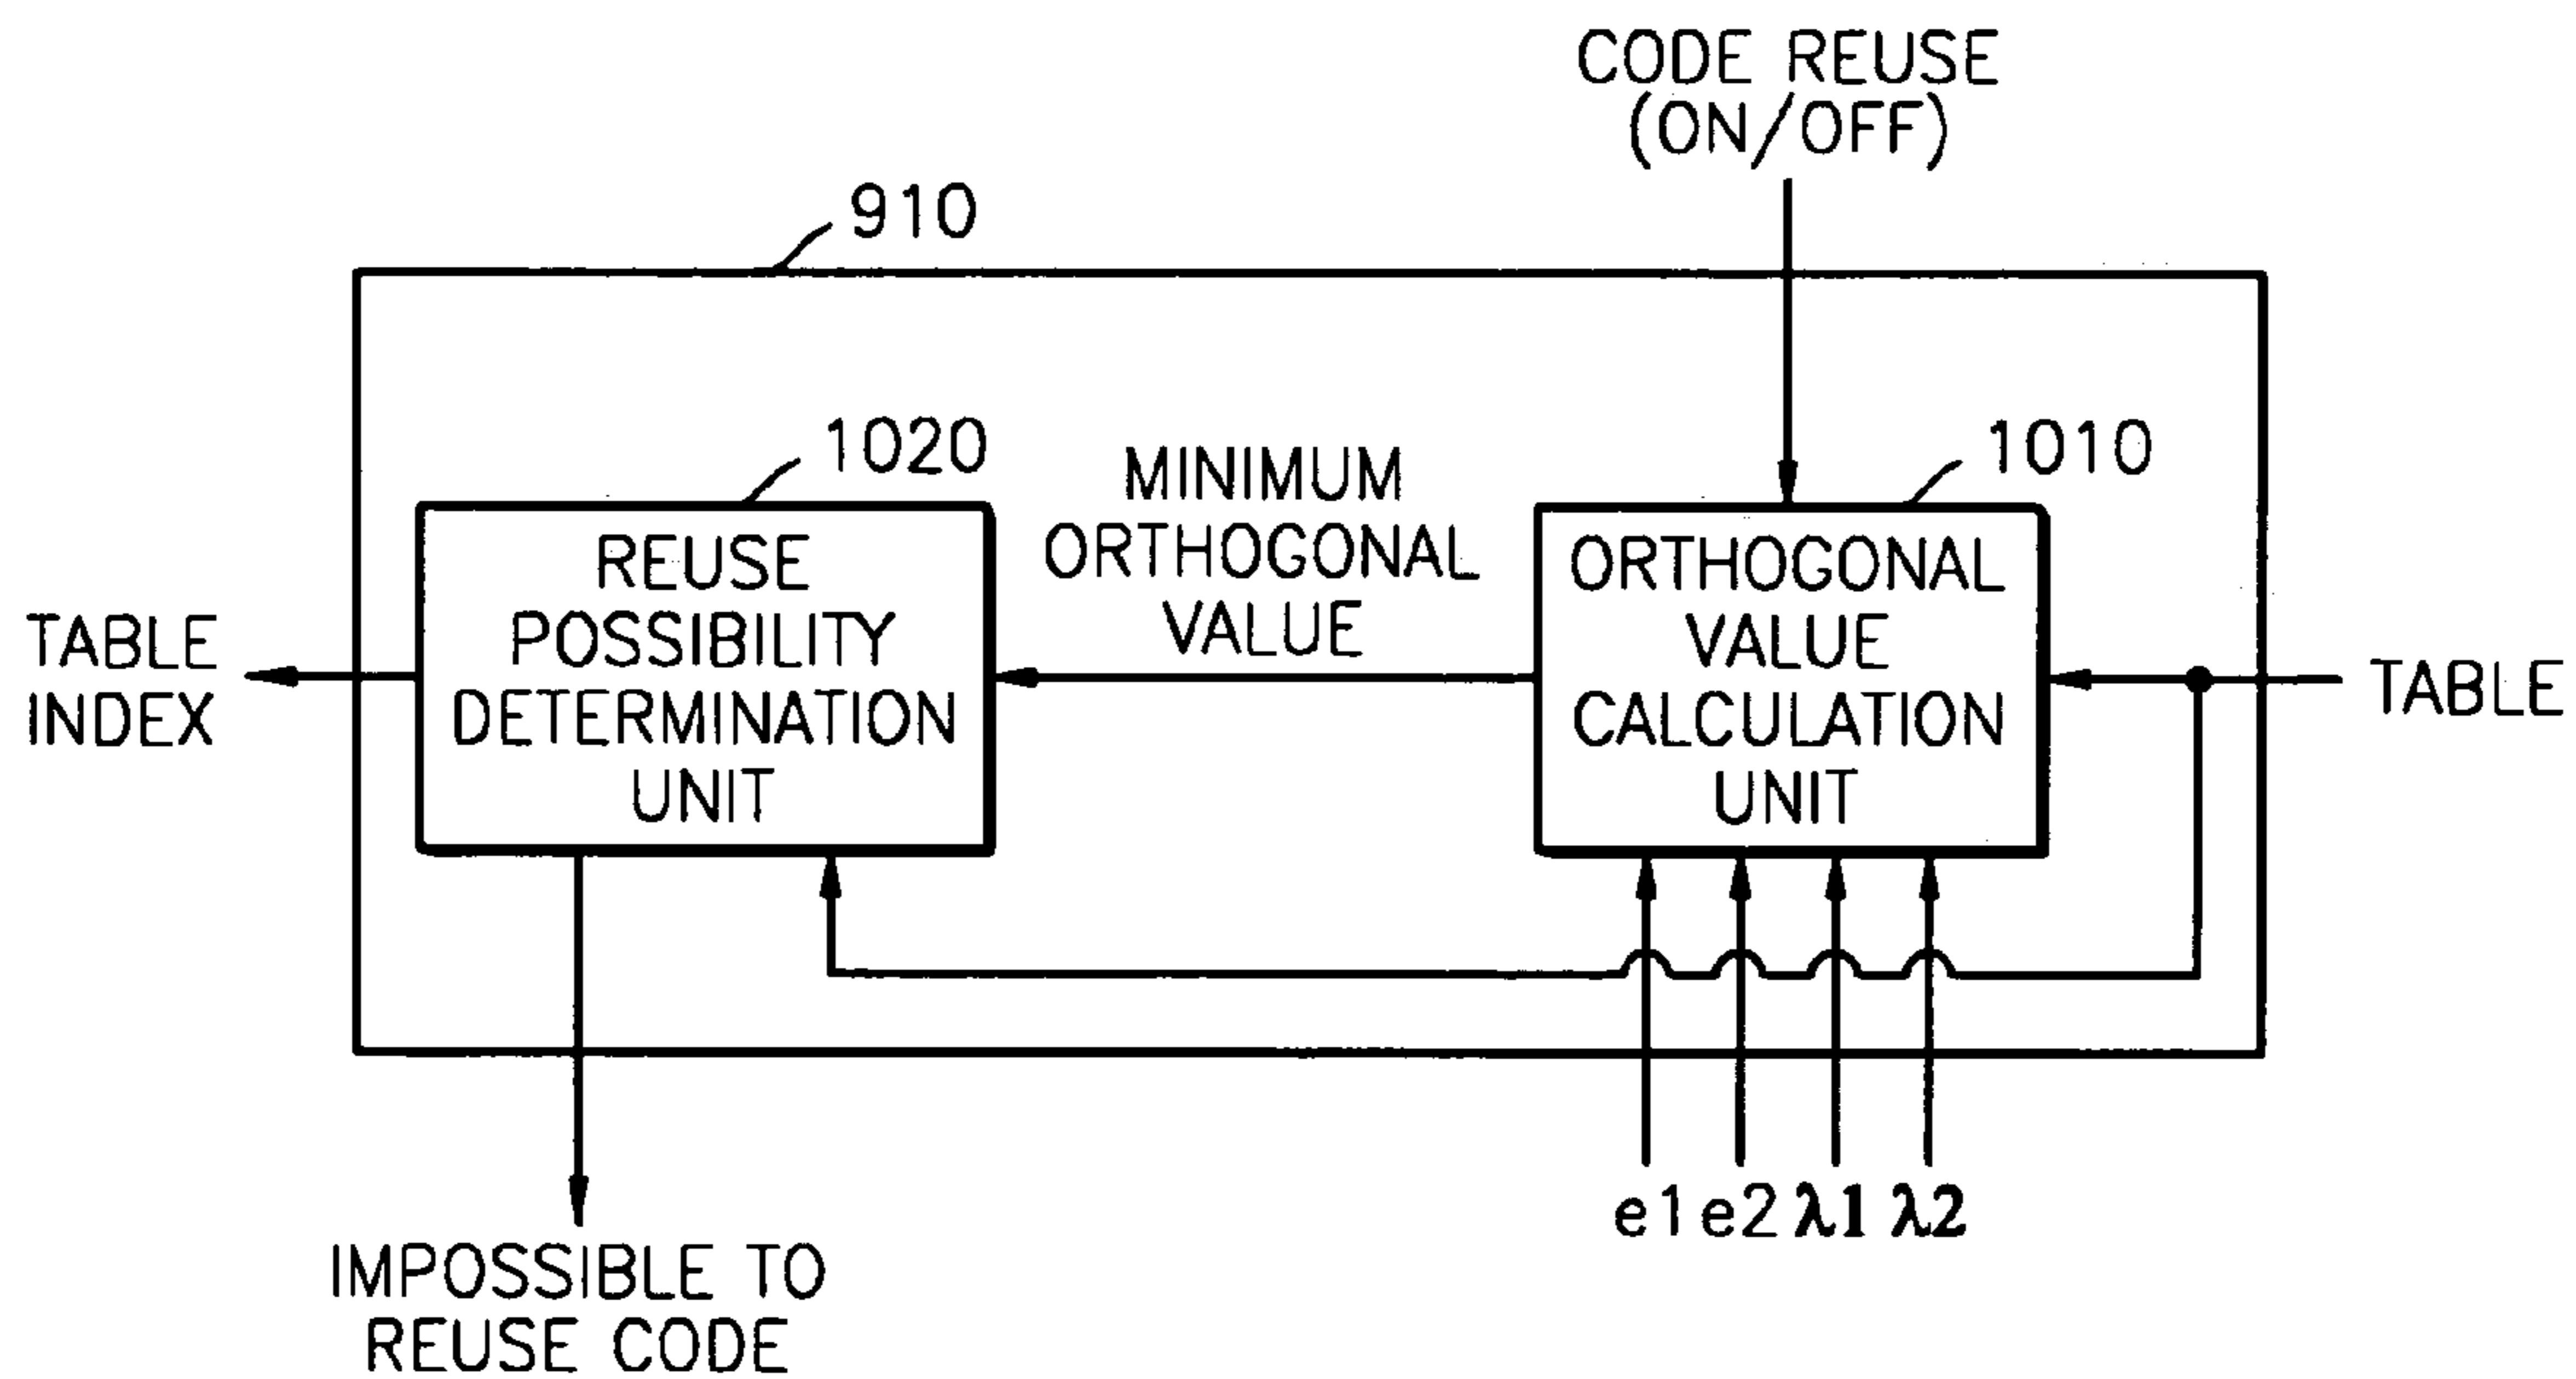 CODE REUSE
(ON/OFF)
910
1020
MINIMUM
ORTHOGONAL
VALUE
1010
REUSE
POSSIBILITY
DETERMINATION
UNIT
ORTHOGONAL
VALUE
CALCULATION
UNIT
TABLE
INDEX
TABLE
e1 e2 λ1 λ2
IMPOSSIBLE TO
REUSE CODE